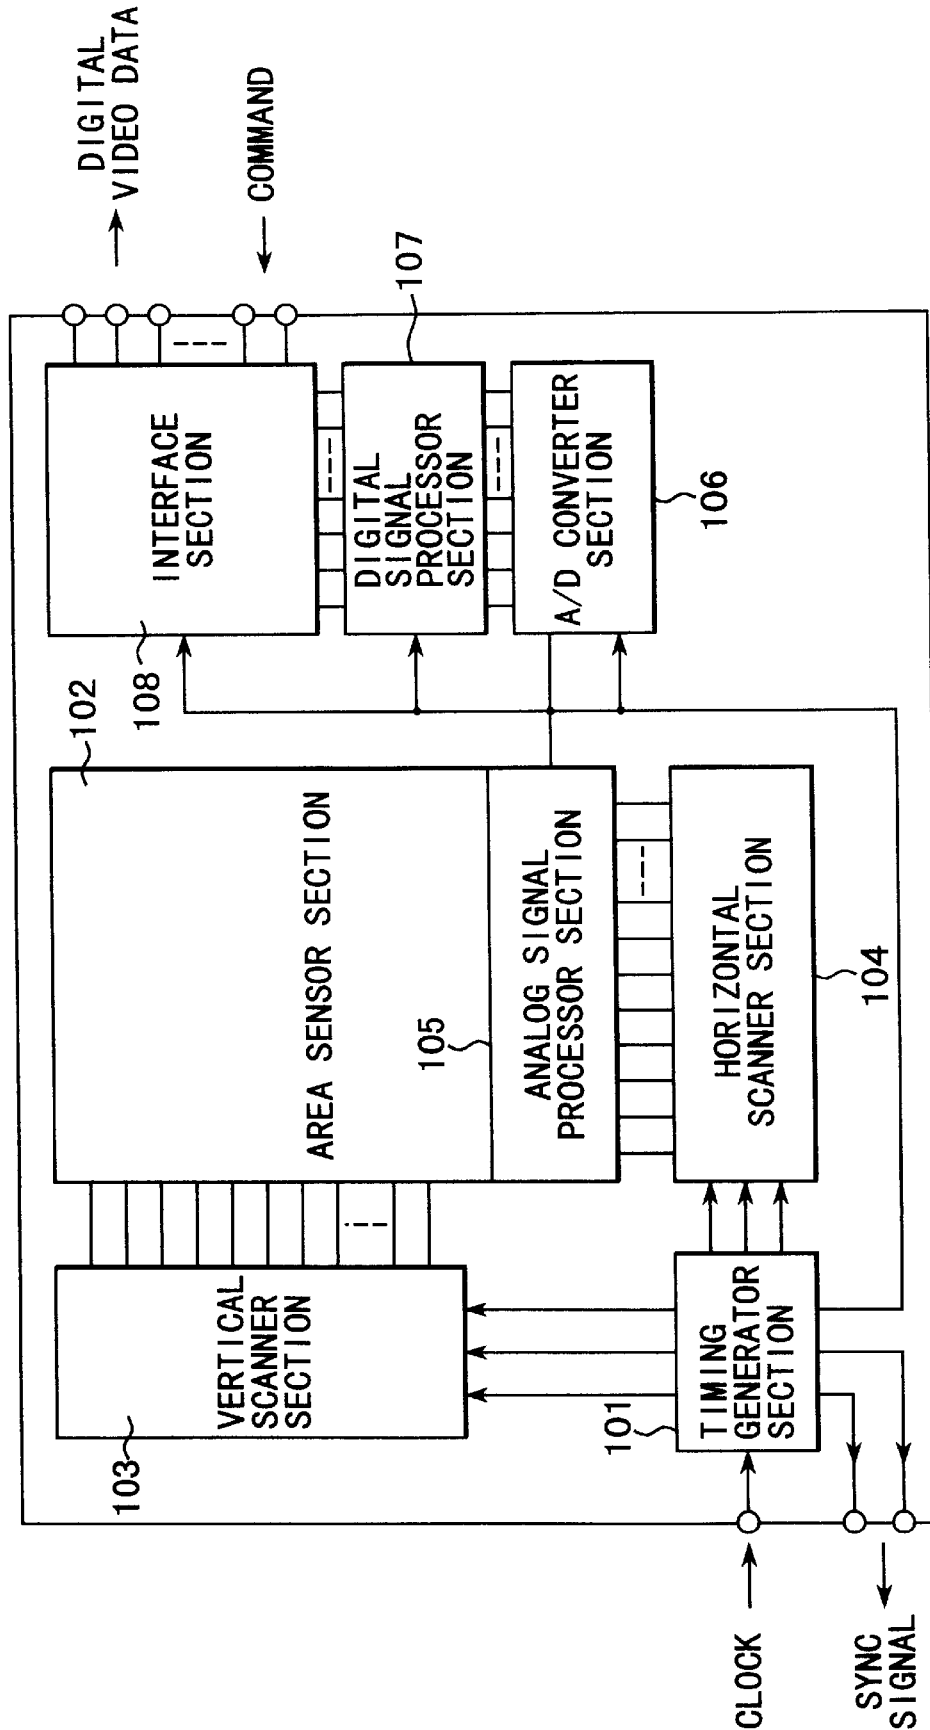 DIGITAL
VIDEO DATA
COMMAND
107
INTERFACE
SECTION
DIGITAL
SIGNAL
PROCESSOR
SECTION
A/D CONVERTER
SECTION
106
108
102
AREA SENSOR SECTION
105
ANALOG SIGNAL
PROCESSOR SECTION
HORIZONTAL
SCANNER SECTION
104
VERTICAL
SCANNER
SECTION
103
101
TIMING
GENERATOR
SECTION
CLOCK
SYNC
SIGNAL